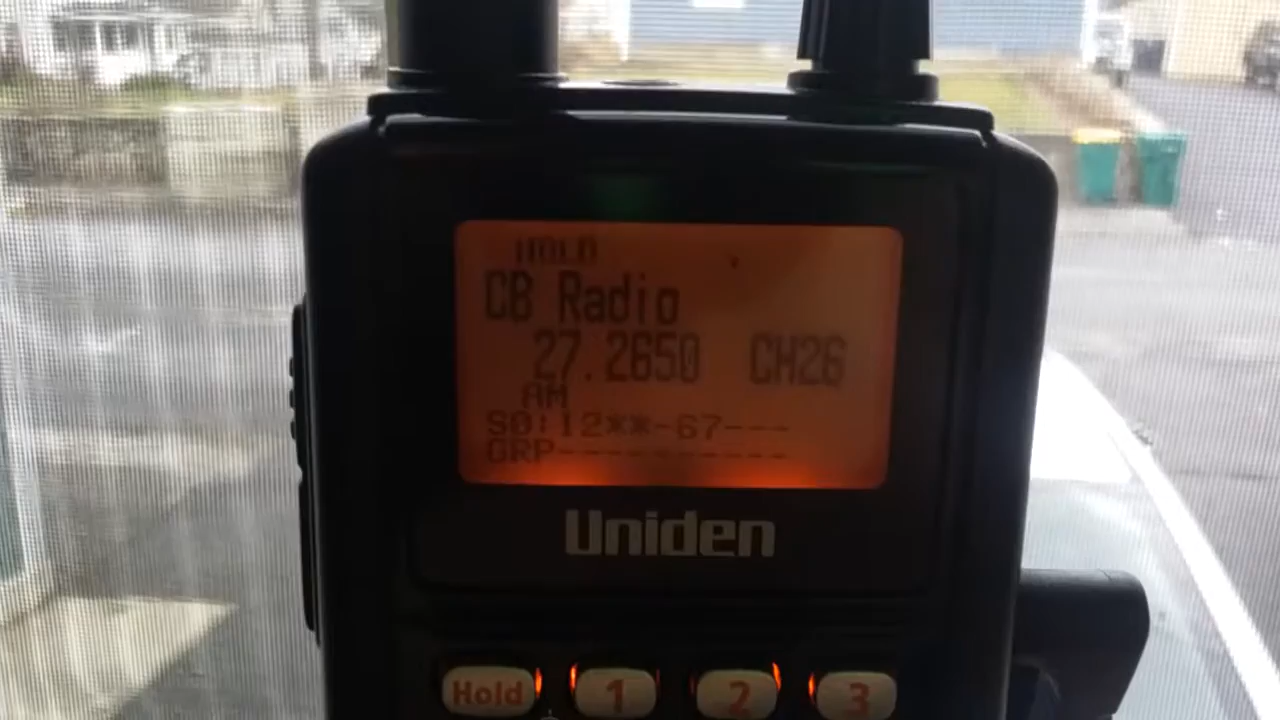 HOLD
CB Radio
27.2650 CH26
AM
S0:12**-67---
GRP----------
Uniden
Hold 1 2 3